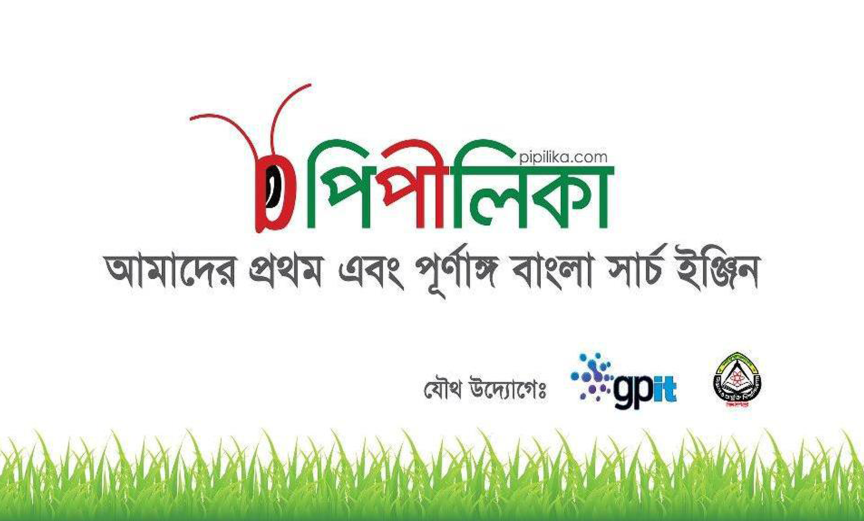 পিপীলিকা
pipilika.com
আমাদের প্রথম এবং পূর্ণাঙ্গ বাংলা সার্চ ইঞ্জিন
যৌথ উদ্যোগেঃ
gpit